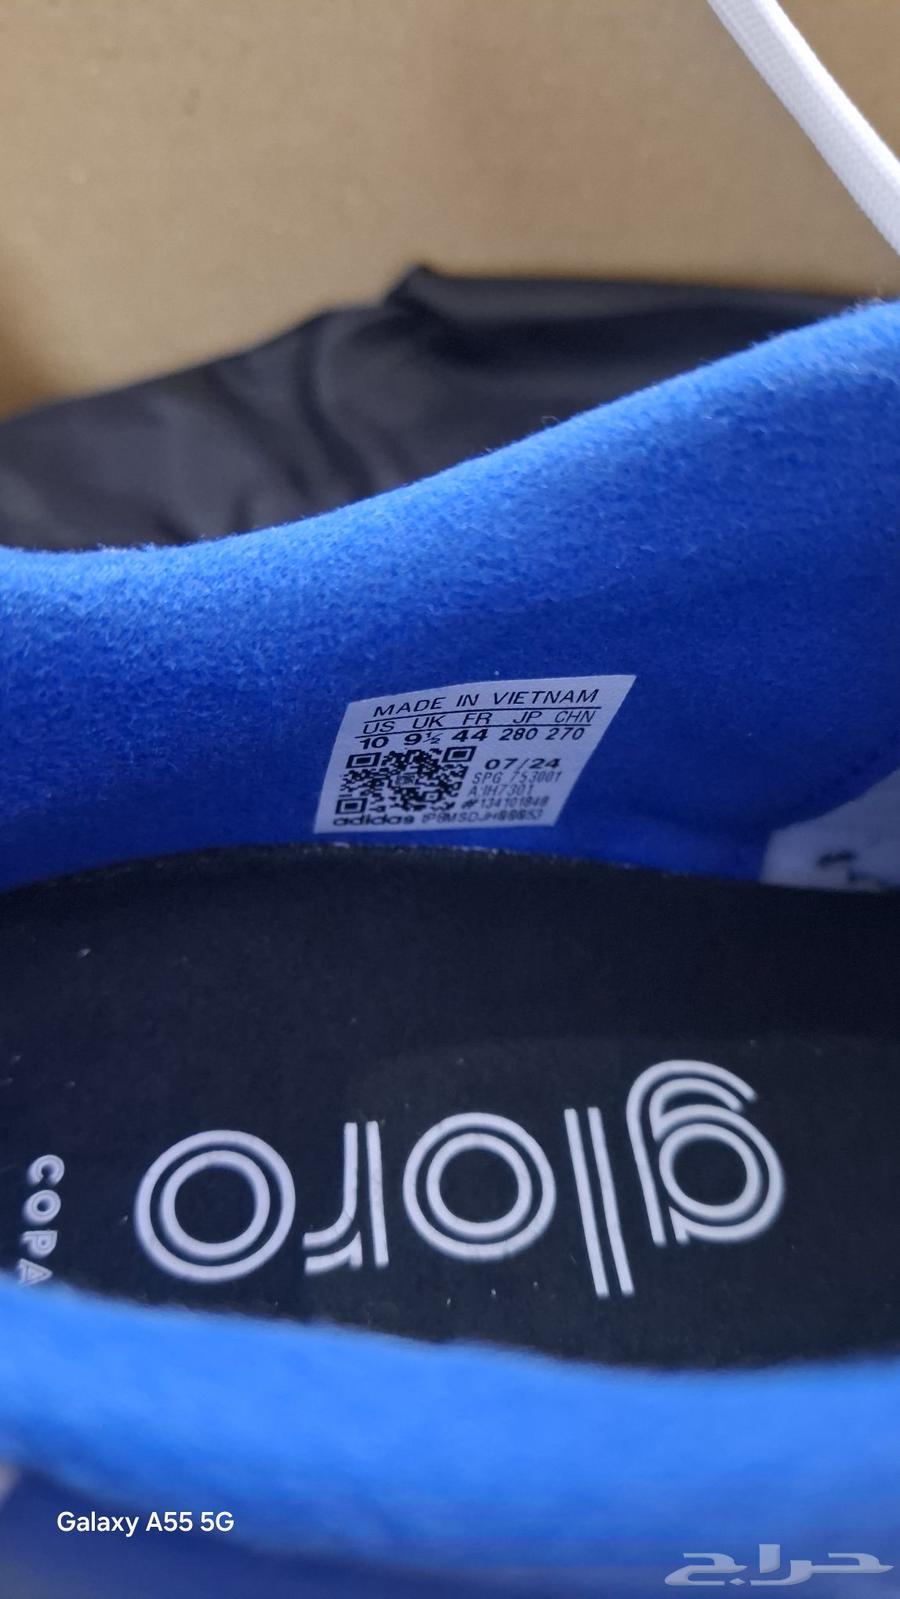 MADE IN VIETNAM
US UK FR JP CHN
10 9½ 44 280 270
07/24
SPG 753001
A:IH7301
#134101848
adidas
gloro
COPA
Galaxy A55 5G
حراج